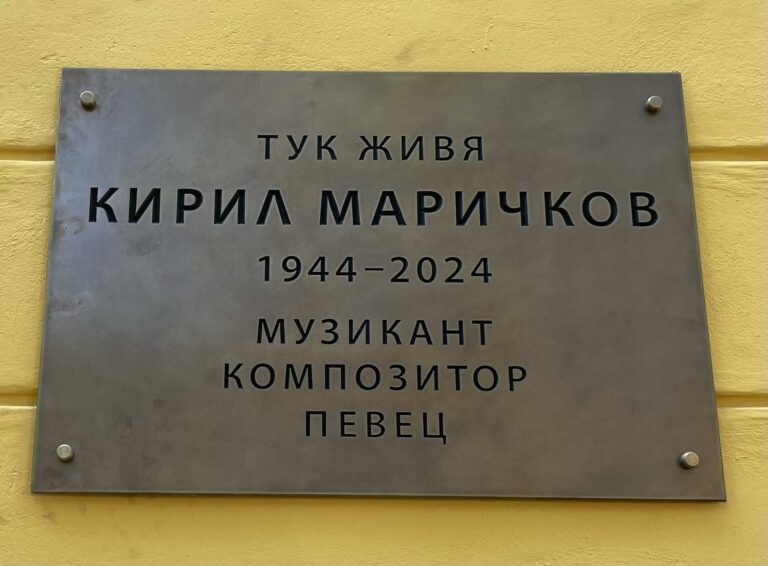 ТУК ЖИВЯ
КИРИЛ МАРИЧКОВ
1944–2024
МУЗИКАНТ
КОМПОЗИТОР
ПЕВЕЦ